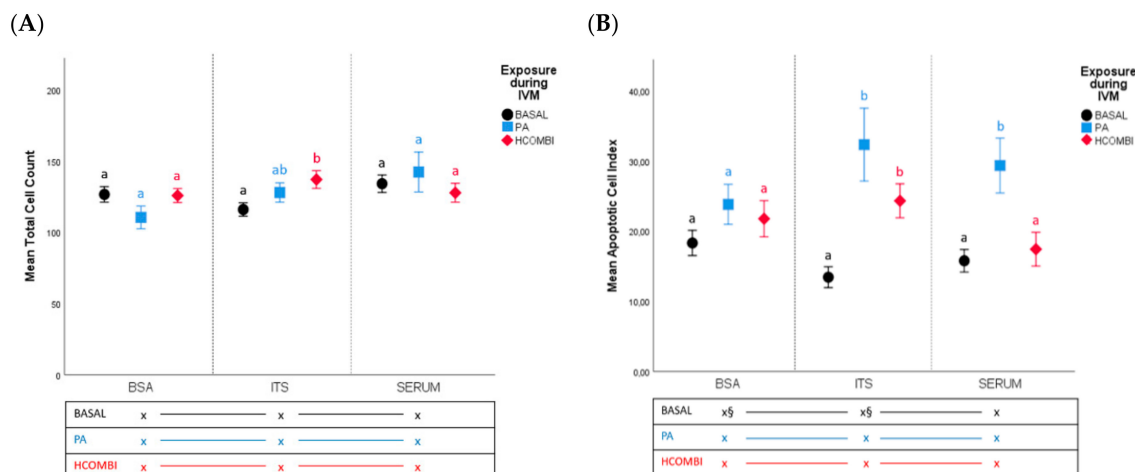 (A)
Mean Total Cell Count
200
150
100
50
0
a
a
a
a
ab
b
a
a
a
BSA
ITS
SERUM
Exposure
during
IVM
BASAL
PA
HCOMBI
BASAL x x x
PA x x x
HCOMBI x x x
(B)
Mean Apoptotic Cell Index
40,00
30,00
20,00
10,00
0,00
a
a
a
a
b
b
a
b
a
BSA
ITS
SERUM
Exposure
during
IVM
BASAL
PA
HCOMBI
BASAL x§ x§ x
PA x x x
HCOMBI x x x